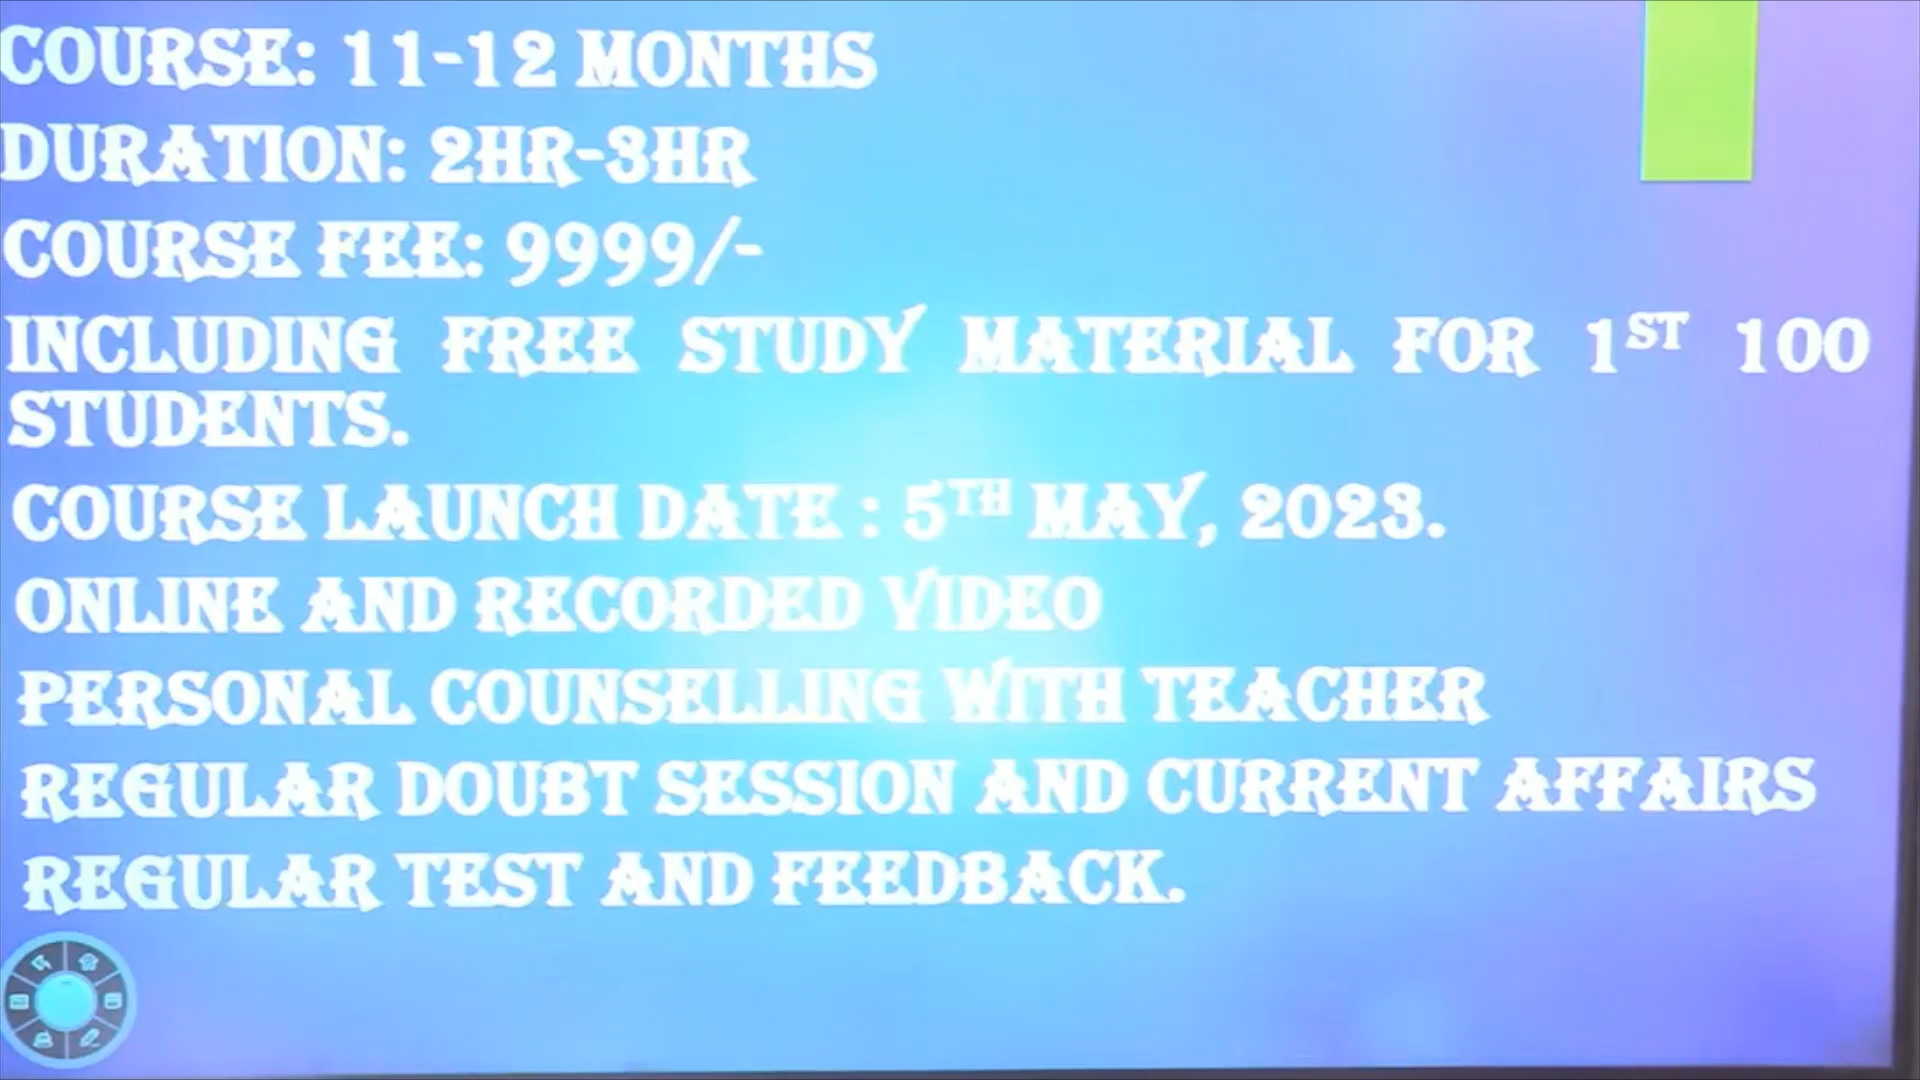 COURSE: 11-12 MONTHS
DURATION: 2HR-3HR
COURSE FEE: 9999/-
INCLUDING FREE STUDY MATERIAL FOR 1ST 100
STUDENTS.
COURSE LAUNCH DATE : 5TH MAY, 2023.
ONLINE AND RECORDED VIDEO
PERSONAL COUNSELLING WITH TEACHER
REGULAR DOUBT SESSION AND CURRENT AFFAIRS
REGULAR TEST AND FEEDBACK.